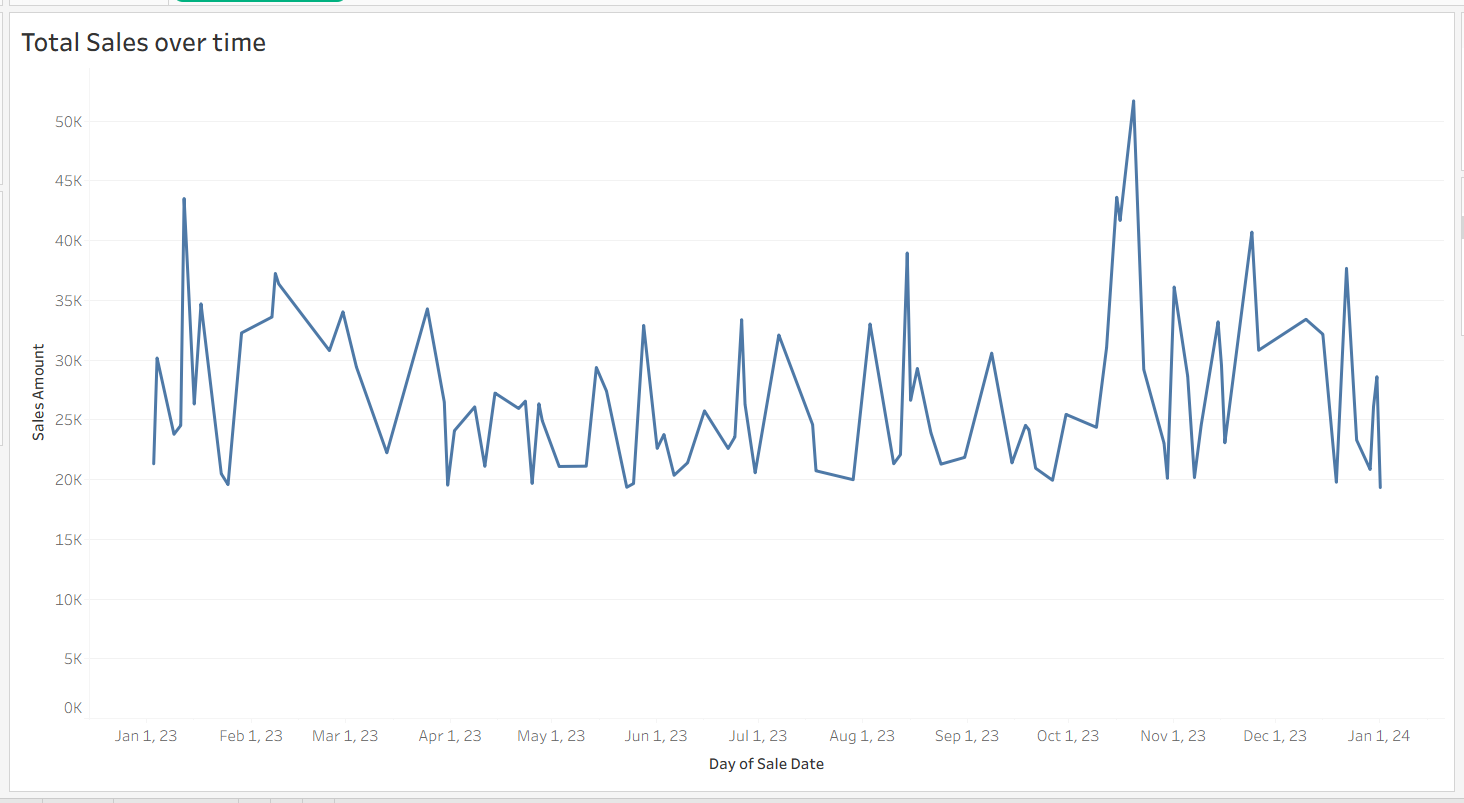 Total Sales over time
50K
45K
40K
35K
30K
25K
20K
15K
10K
5K
0K
Sales Amount
Jan 1, 23 Feb 1, 23 Mar 1, 23 Apr 1, 23 May 1, 23 Jun 1, 23 Jul 1, 23 Aug 1, 23 Sep 1, 23 Oct 1, 23 Nov 1, 23 Dec 1, 23 Jan 1, 24
Day of Sale Date